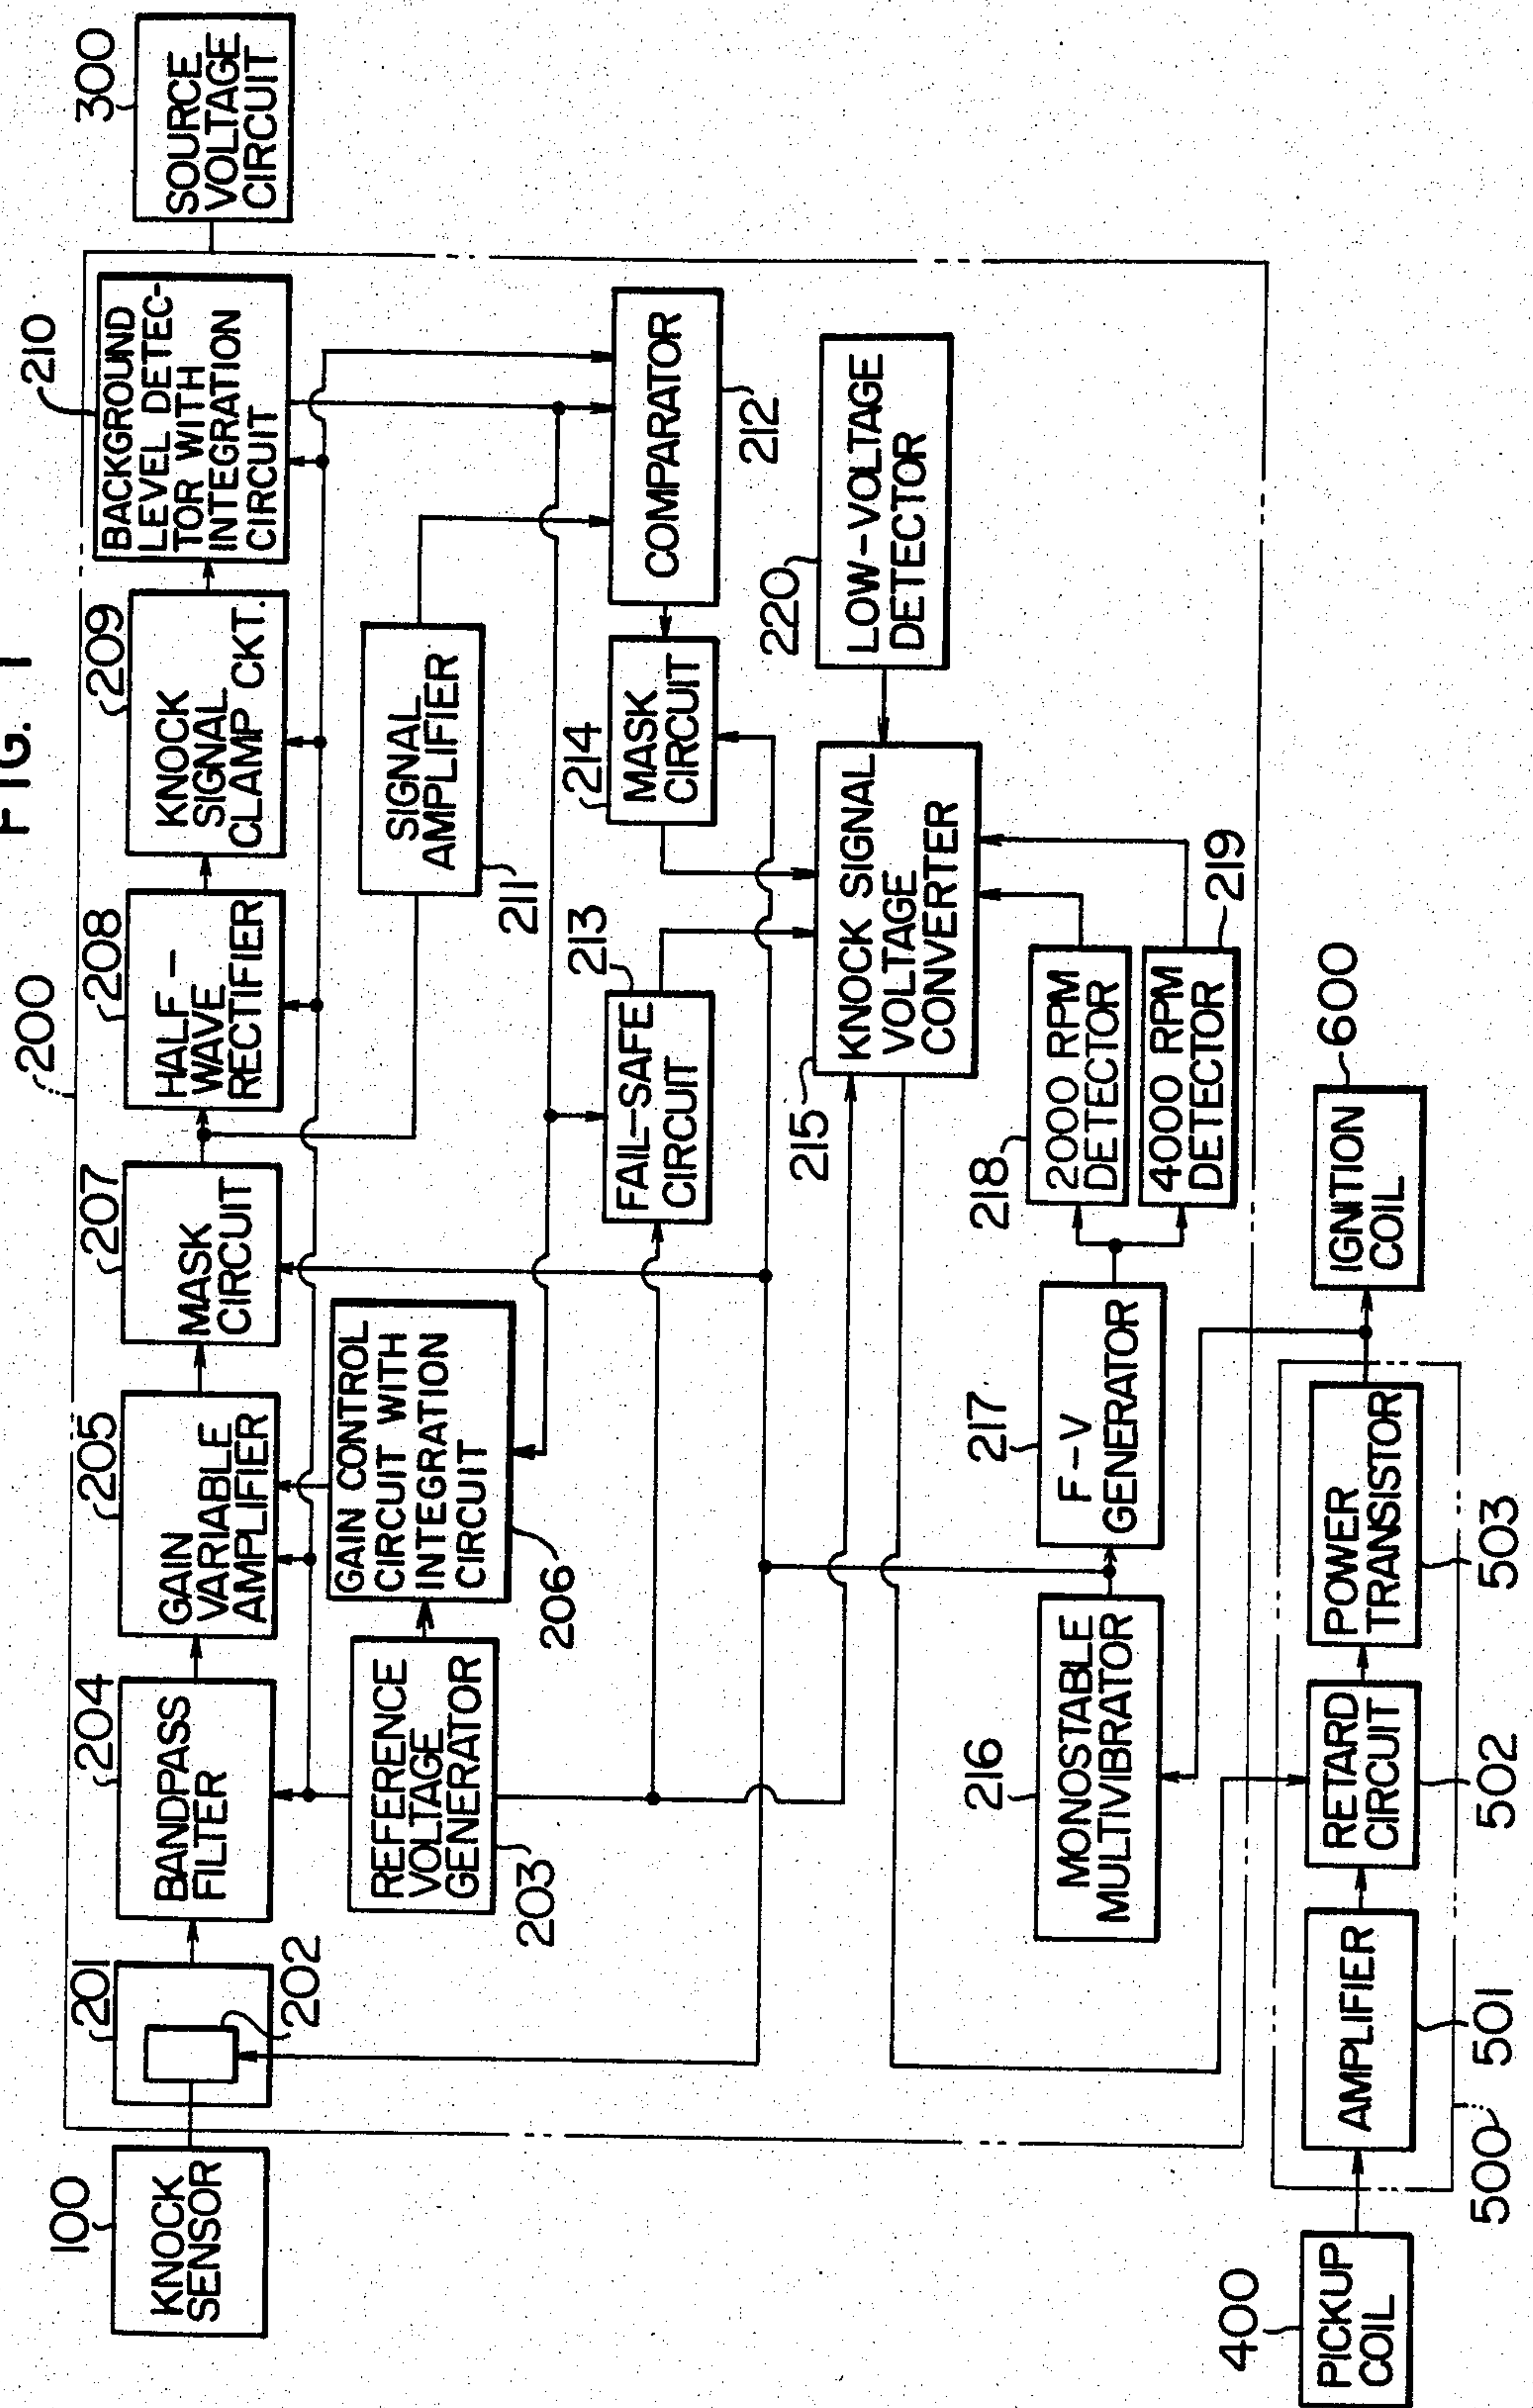 FIG. 1
200
210
300
100
KNOCK
SENSOR
201
202
204
BANDPASS
FILTER
205
GAIN
VARIABLE
AMPLIFIER
207
MASK
CIRCUIT
208
HALF-
WAVE
RECTIFIER
209
KNOCK
SIGNAL
CLAMP CKT.
BACKGROUND
LEVEL DETEC-
TOR WITH
INTEGRATION
CIRCUIT
SOURCE
VOLTAGE
CIRCUIT
REFERENCE
VOLTAGE
GENERATOR
203
GAIN CONTROL
CIRCUIT WITH
INTEGRATION
CIRCUIT
206
SIGNAL
AMPLIFIER
211
213
FAIL-SAFE
CIRCUIT
214
MASK
CIRCUIT
COMPARATOR
212
215
KNOCK SIGNAL
VOLTAGE
CONVERTER
220
LOW-VOLTAGE
DETECTOR
216
MONOSTABLE
MULTIVIBRATOR
217
F-V
GENERATOR
218
2000 RPM
DETECTOR
4000 RPM
DETECTOR
219
400
PICKUP
COIL
AMPLIFIER
501
RETARD
CIRCUIT
502
POWER
TRANSISTOR
503
600
IGNITION
COIL
500